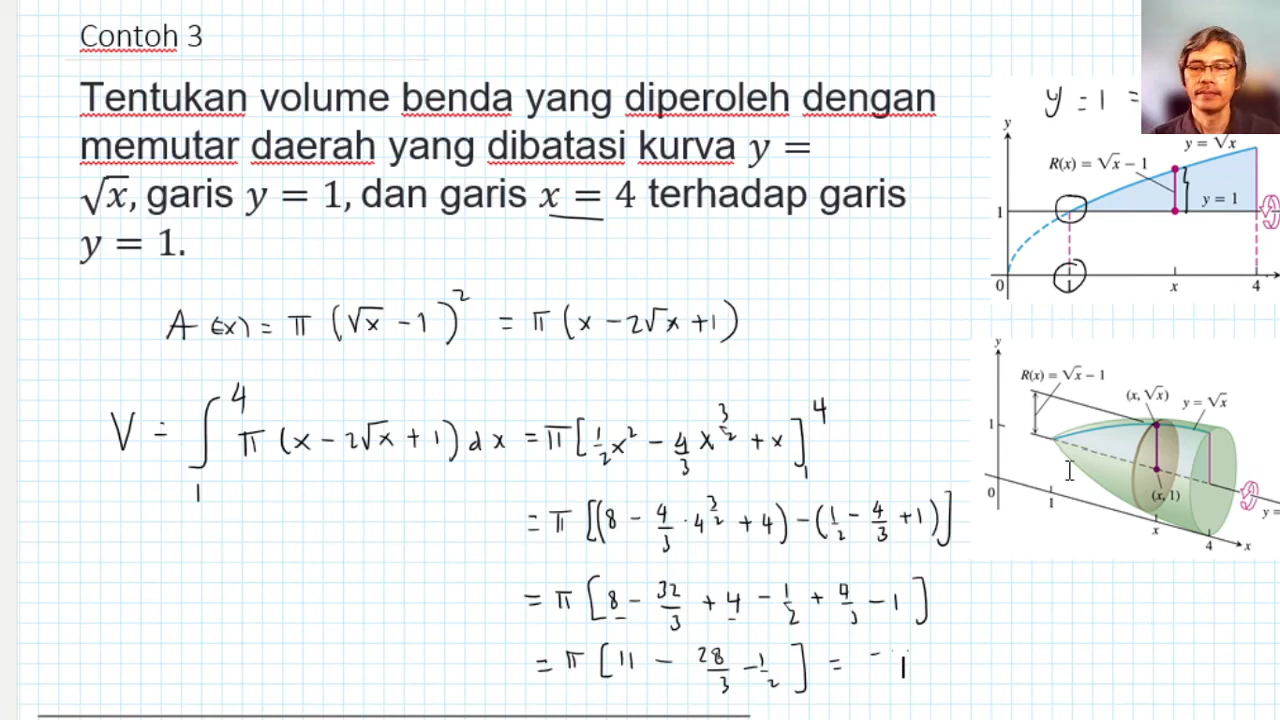 Contoh 3
Tentukan volume benda yang diperoleh dengan
memutar daerah yang dibatasi kurva y =
√x, garis y = 1, dan garis x = 4 terhadap garis
y = 1.
A(x) = π (√x - 1)² = π (x - 2√x + 1)
V = ∫₁⁴ π (x - 2√x + 1) dx = π [1/2 x² - 4/3 x^(3/2) + x]₁⁴
= π [(8 - 4/3 · 4^(3/2) + 4) - (1/2 - 4/3 + 1)]
= π [8 - 32/3 + 4 - 1/2 + 4/3 - 1]
= π [11 - 28/3 - 1/2] =
y = 1 =
y
y = √x
R(x) = √x - 1
y = 1
1
0
1
x
4
y
R(x) = √x - 1
(x, √x)
y = √x
1
(x, 1)
0
1
y =
x
4
x